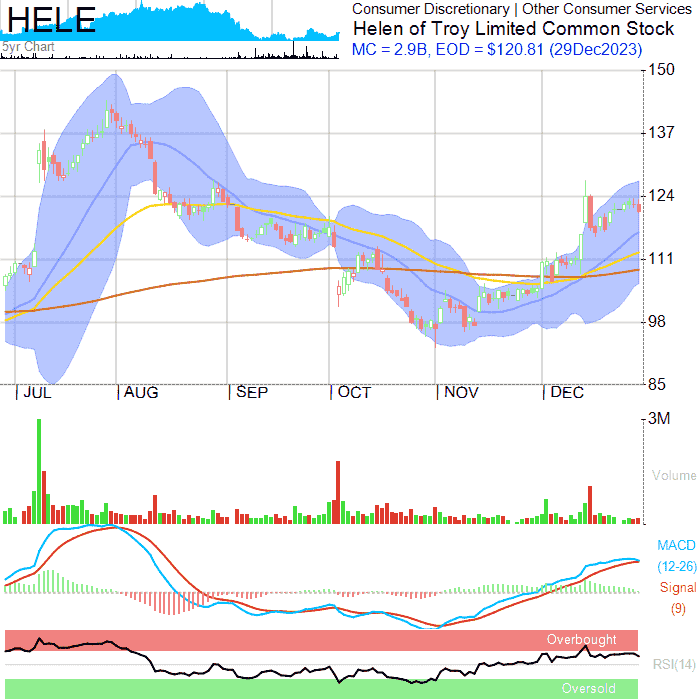 HELE
Consumer Discretionary | Other Consumer Services
Helen of Troy Limited Common Stock
5yr Chart
MC = 2.9B, EOD = $120.81 (29Dec2023)
150
137
124
111
98
85
JUL AUG SEP OCT NOV DEC
3M
Volume
MACD
(12-26)
Signal
(9)
Overbought
RSI(14)
Oversold